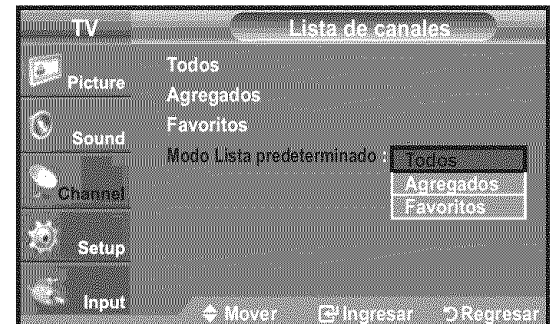 TV
Lista de canales
Picture
Sound
Channel
Setup
Input
Todos
Agregados
Favoritos
Modo Lista predeterminado : Todos
Agregados
Favoritos
Mover Ingresar Regresar